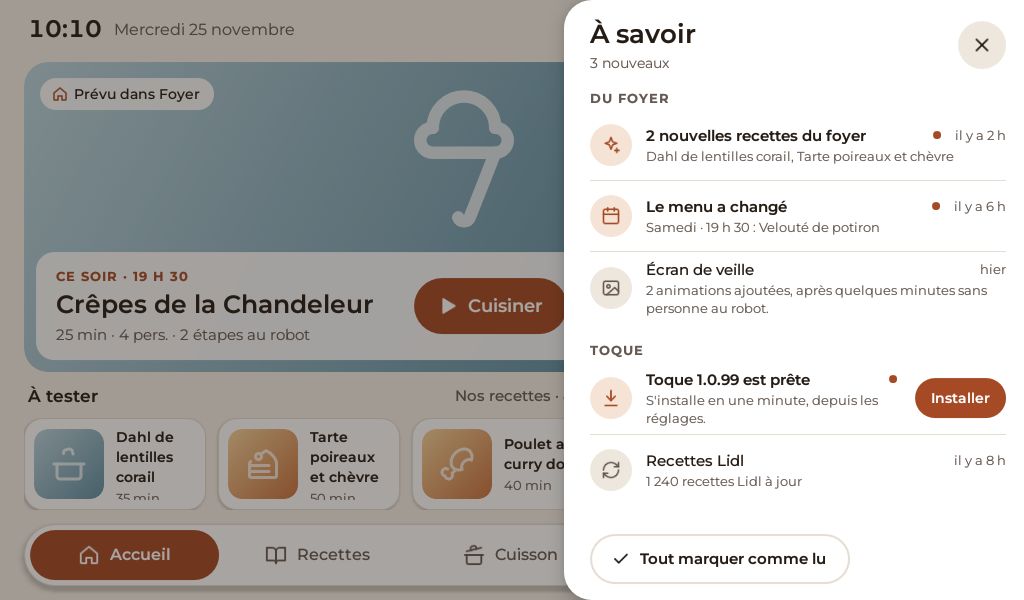 10:10 Mercredi 25 novembre
Prévu dans Foyer
CE SOIR · 19 H 30
Crêpes de la Chandeleur
25 min · 4 pers. · 2 étapes au robot
Cuisiner
À tester
Nos recettes ·
Dahl de
lentilles
corail
35 min
Tarte
poireaux
et chèvre
50 min
Poulet a
curry do
40 min
Accueil
Recettes
Cuisson
À savoir
3 nouveaux
DU FOYER
2 nouvelles recettes du foyer
il y a 2 h
Dahl de lentilles corail, Tarte poireaux et chèvre
Le menu a changé
il y a 6 h
Samedi · 19 h 30 : Velouté de potiron
Écran de veille
hier
2 animations ajoutées, après quelques minutes sans
personne au robot.
TOQUE
Toque 1.0.99 est prête
S'installe en une minute, depuis les
réglages.
Installer
Recettes Lidl
il y a 8 h
1 240 recettes Lidl à jour
Tout marquer comme lu